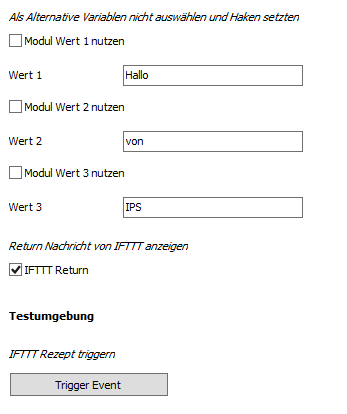 Als Alternative Variablen nicht auswählen und Haken setzten
Modul Wert 1 nutzen
Wert 1 Hallo
Modul Wert 2 nutzen
Wert 2 von
Modul Wert 3 nutzen
Wert 3 IPS
Return Nachricht von IFTTT anzeigen
IFTTT Return
Testumgebung
IFTTT Rezept triggern
Trigger Event